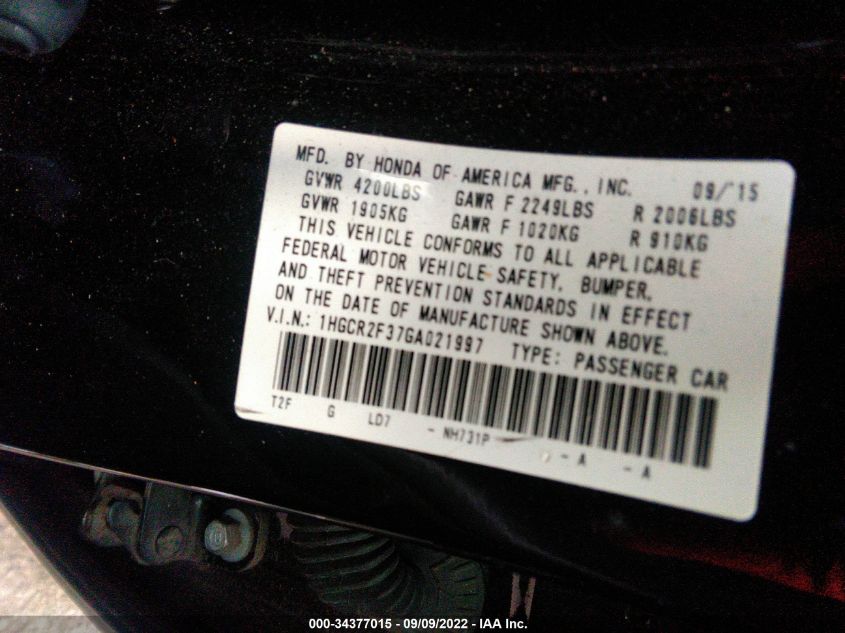 MFD. BY HONDA OF AMERICA MFG., INC. 09/'15
GVWR 4200LBS GAWR F 2249LBS R 2006LBS
GVWR 1905KG GAWR F 1020KG R 910KG
THIS VEHICLE CONFORMS TO ALL APPLICABLE
FEDERAL MOTOR VEHICLE SAFETY, BUMPER,
AND THEFT PREVENTION STANDARDS IN EFFECT
ON THE DATE OF MANUFACTURE SHOWN ABOVE.
V.I.N.: 1HGCR2F37GA021997 TYPE: PASSENGER CAR
T2F G LD7 - NH731P - A - A
000-34377015 - 09/09/2022 - IAA Inc.